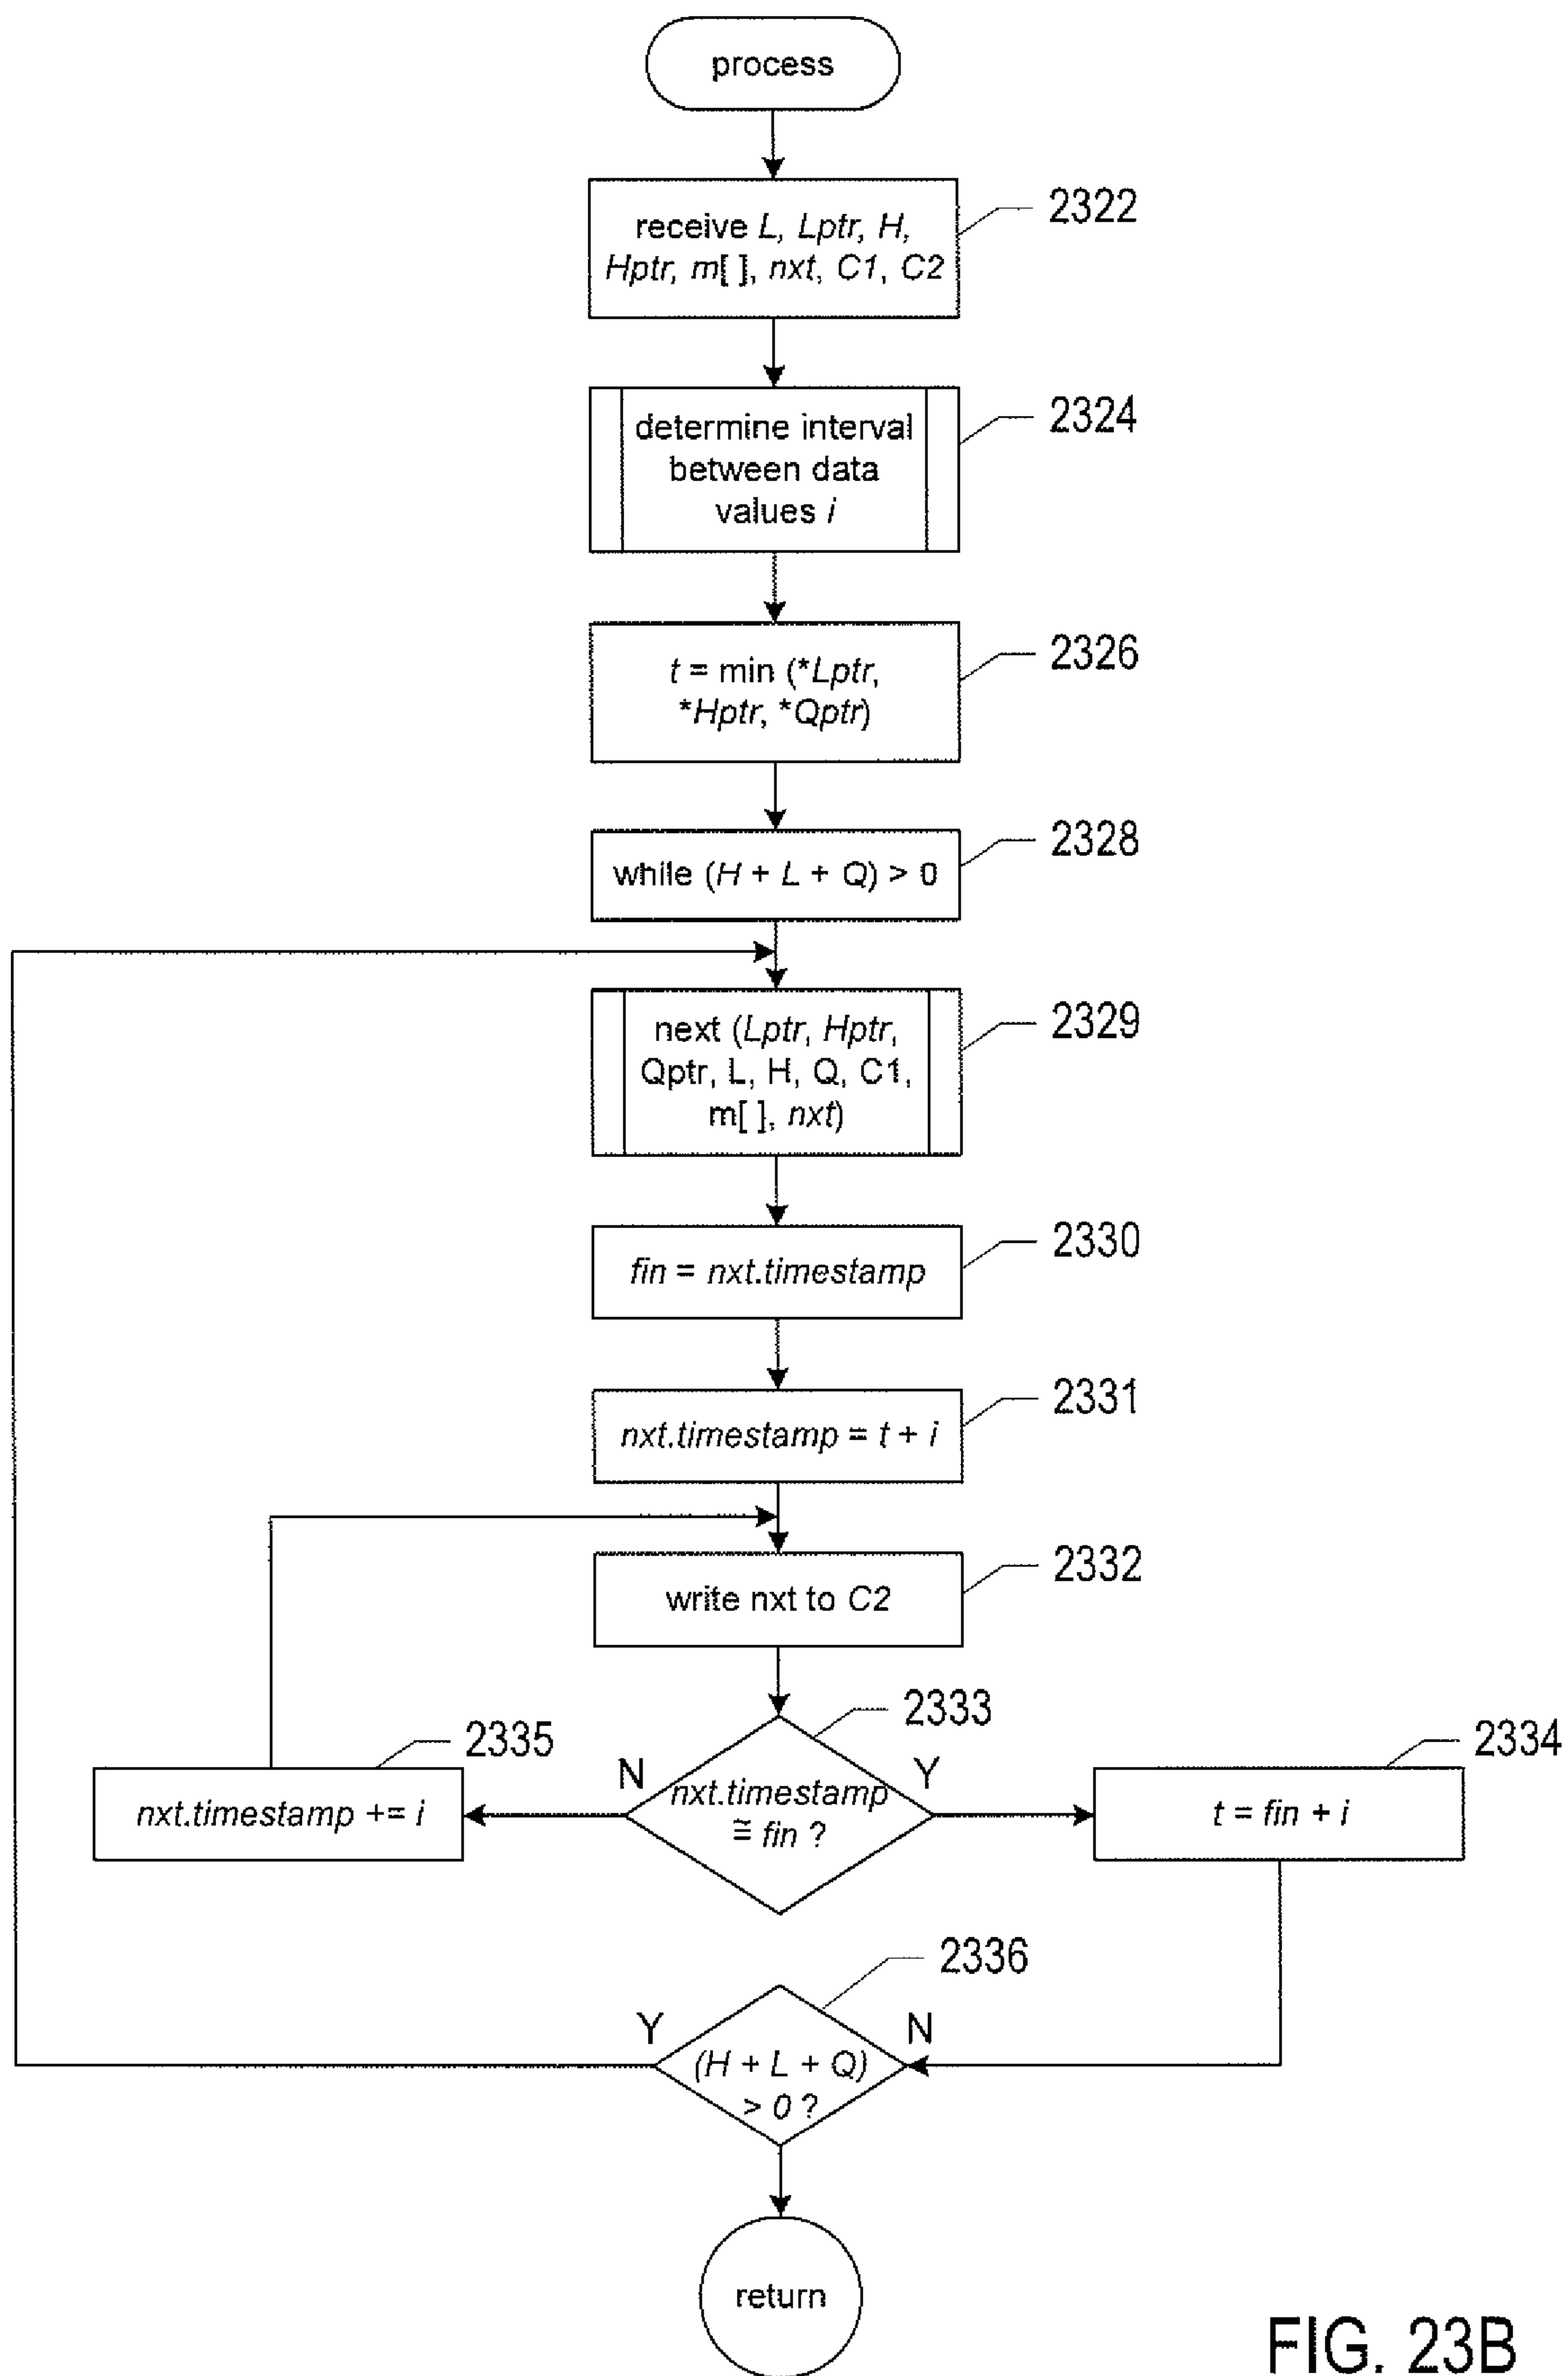 process
receive L, Lptr, H,
Hptr, m[ ], nxt, C1, C2
2322
determine interval
between data
values i
2324
t = min (*Lptr,
*Hptr, *Qptr)
2326
while (H + L + Q) > 0
2328
next (Lptr, Hptr,
Qptr, L, H, Q, C1,
m[ ], nxt)
2329
fin = nxt.timestamp
2330
nxt.timestamp = t + i
2331
write nxt to C2
2332
2333
nxt.timestamp
≅ fin ?
N
Y
2335
nxt.timestamp += i
2334
t = fin + i
2336
Y
N
(H + L + Q)
> 0 ?
return
FIG. 23B